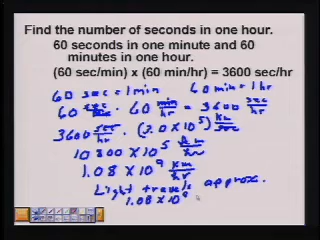 Find the number of seconds in one hour.
60 seconds in one minute and 60
minutes in one hour.
(60 sec/min) x (60 min/hr) = 3600 sec/hr
60 sec = 1 min 60 min = 1 hr
60 sec/min · 60 min/hr = 3600 sec/hr
3600 sec/hr · (3.0 x 10^5) km/sec
10800 x 10^5 km/hr
1.08 x 10^9 km/hr
Light travels approx.
1.08 x 10^9